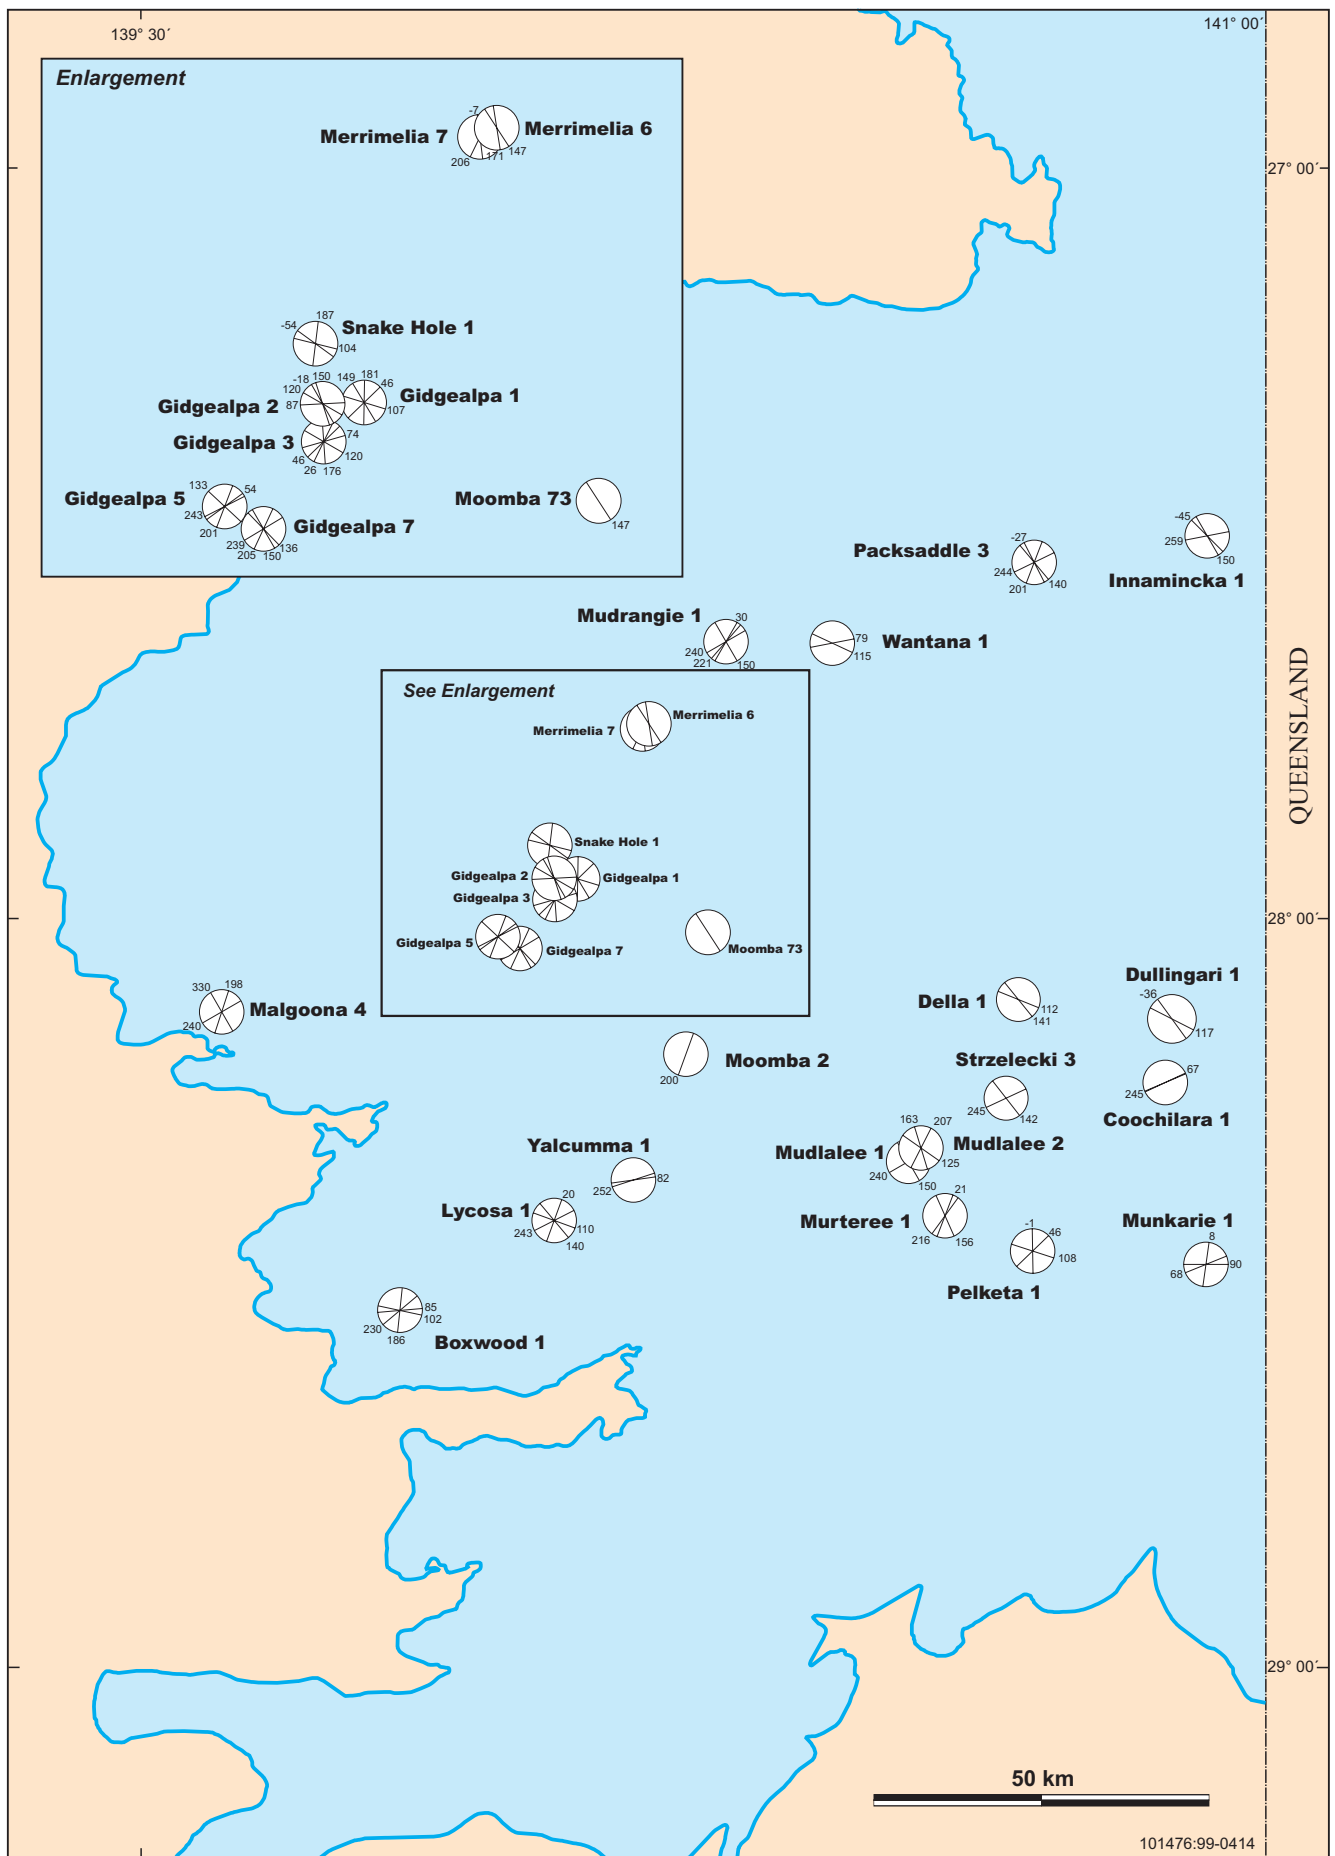 139° 30´
141° 00´
Enlargement
Merrimelia 7
-7
206
171
147
Merrimelia 6
27° 00´
187
-54
Snake Hole 1
104
-18
150
149
181
46
120
87
107
Gidgealpa 2
Gidgealpa 1
Gidgealpa 3
74
120
46
26
176
Gidgealpa 5
133
54
243
201
Gidgealpa 7
239
205
150
136
Moomba 73
147
Packsaddle 3
-27
244
201
140
-45
259
150
Innamincka 1
Mudrangie 1
30
240
221
150
79
115
Wantana 1
QUEENSLAND
See Enlargement
Merrimelia 7
Merrimelia 6
Snake Hole 1
Gidgealpa 2
Gidgealpa 1
Gidgealpa 3
Gidgealpa 5
Gidgealpa 7
Moomba 73
28° 00´
330
198
240
Malgoona 4
Della 1
112
141
Dullingari 1
-36
117
200
Moomba 2
Strzelecki 3
245
142
67
245
Coochilara 1
163
207
Mudlalee 1
Mudlalee 2
125
240
150
Yalcumma 1
82
252
Lycosa 1
20
243
110
140
Murteree 1
21
216
156
-1
46
108
Pelketa 1
Munkarie 1
8
90
68
85
102
230
186
Boxwood 1
29° 00´
50 km
101476:99-0414